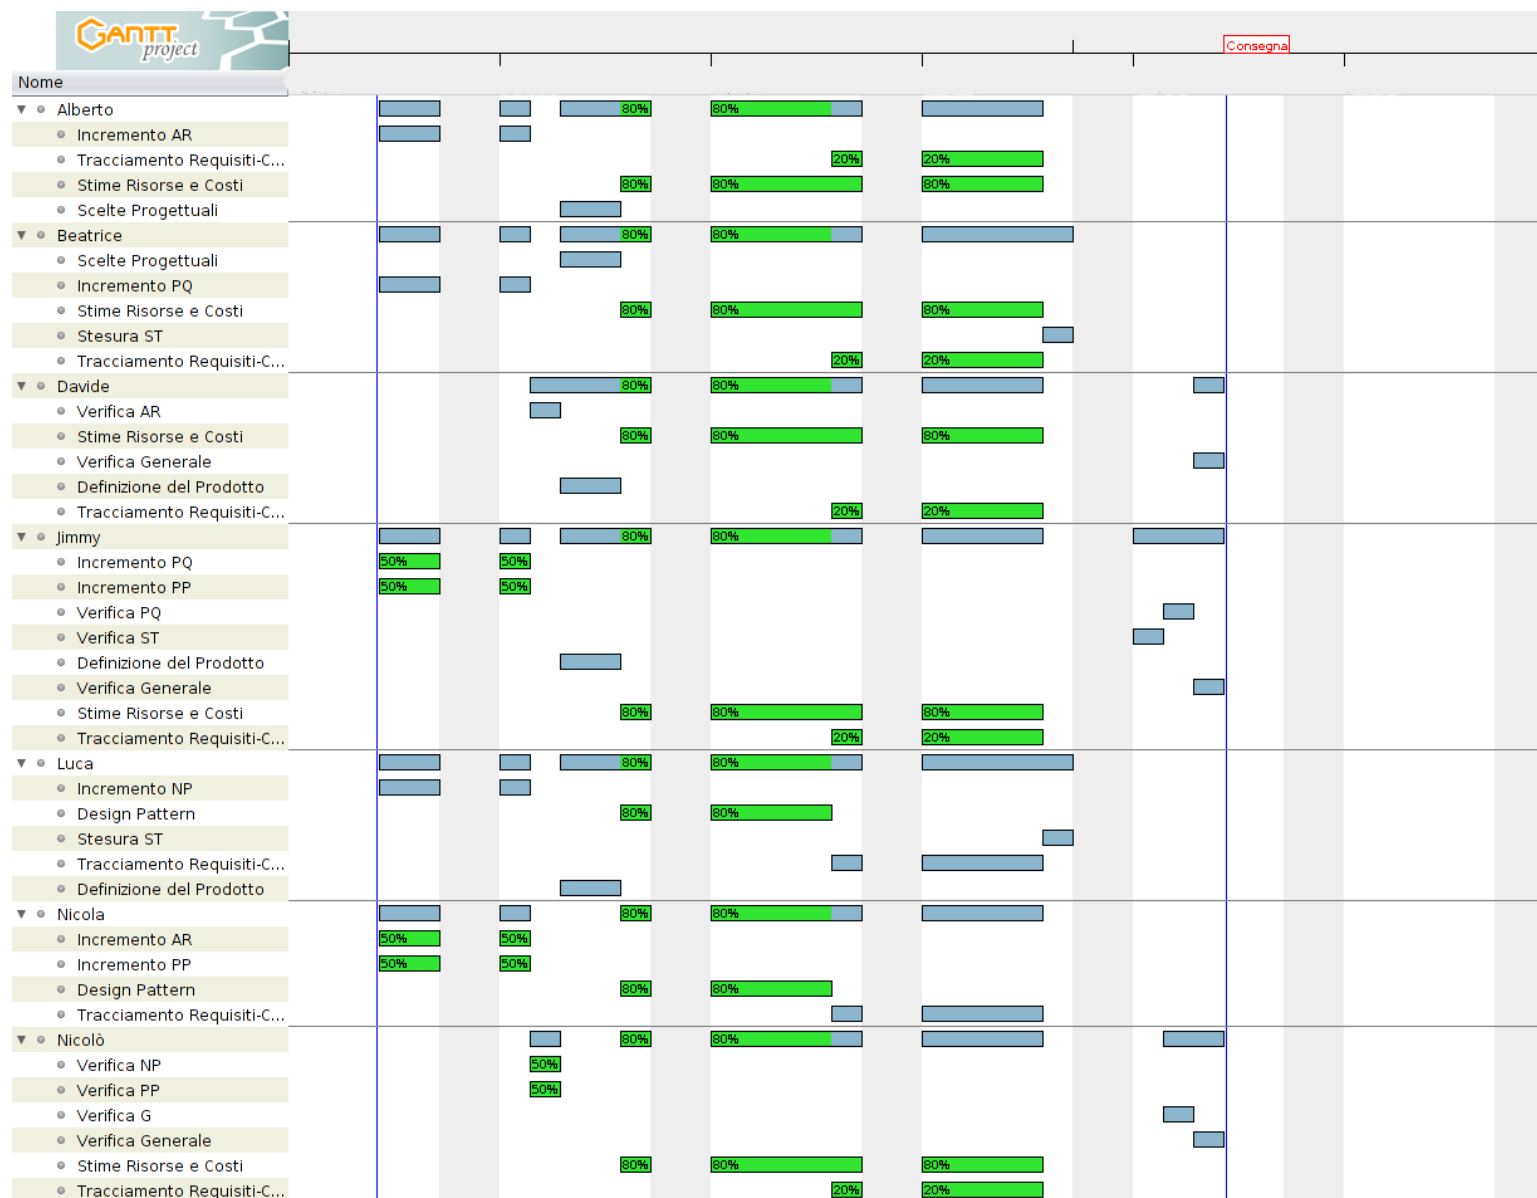 GANTT
project
Consegna
Nome
Alberto 80% 80%
Incremento AR
Tracciamento Requisiti-C... 20% 20%
Stime Risorse e Costi 80% 80% 80%
Scelte Progettuali
Beatrice 80% 80%
Scelte Progettuali
Incremento PQ
Stime Risorse e Costi 80% 80% 80%
Stesura ST
Tracciamento Requisiti-C... 20% 20%
Davide 80% 80%
Verifica AR
Stime Risorse e Costi 80% 80% 80%
Verifica Generale
Definizione del Prodotto
Tracciamento Requisiti-C... 20% 20%
Jimmy 80% 80%
Incremento PQ 50% 50%
Incremento PP 50% 50%
Verifica PQ
Verifica ST
Definizione del Prodotto
Verifica Generale
Stime Risorse e Costi 80% 80% 80%
Tracciamento Requisiti-C... 20% 20%
Luca 80% 80%
Incremento NP
Design Pattern 80% 80%
Stesura ST
Tracciamento Requisiti-C...
Definizione del Prodotto
Nicola 80% 80%
Incremento AR 50% 50%
Incremento PP 50% 50%
Design Pattern 80% 80%
Tracciamento Requisiti-C...
Nicolò 80% 80%
Verifica NP 50%
Verifica PP 50%
Verifica G
Verifica Generale
Stime Risorse e Costi 80% 80% 80%
Tracciamento Requisiti-C... 20% 20%